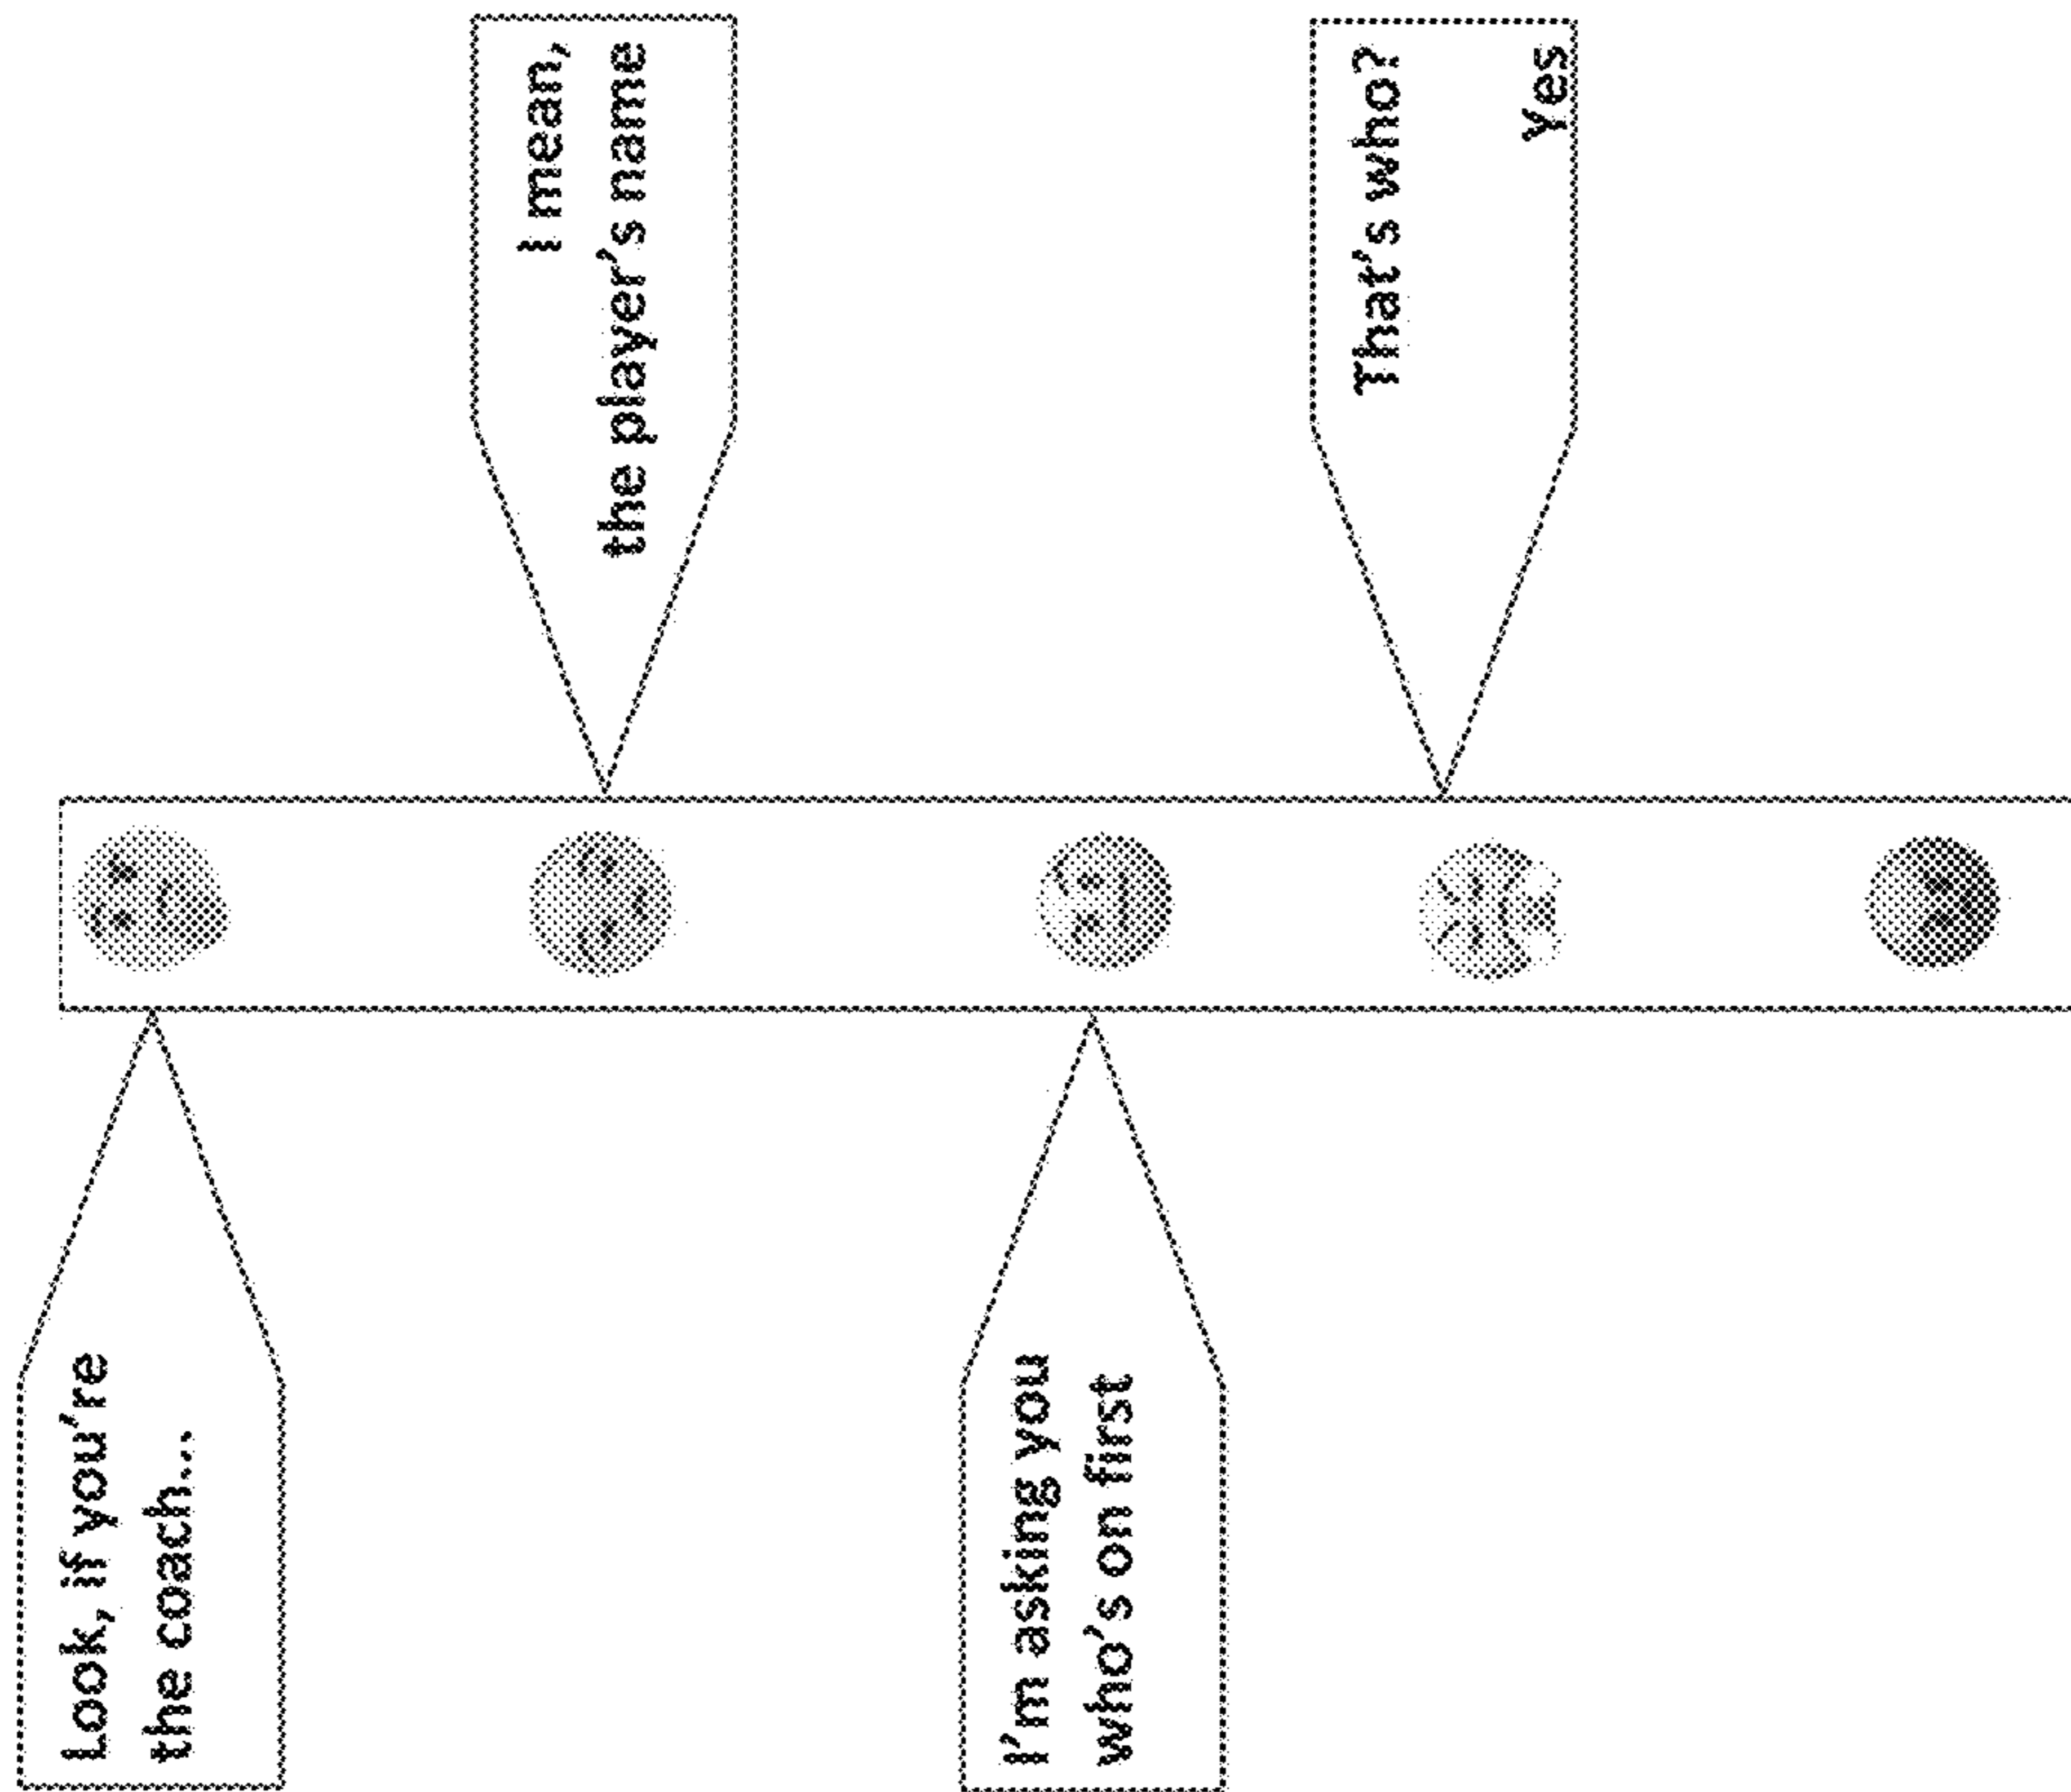 Look, if you're
the coach...
I mean,
the player's name
I'm asking you
who's on first
That's who?
Yes